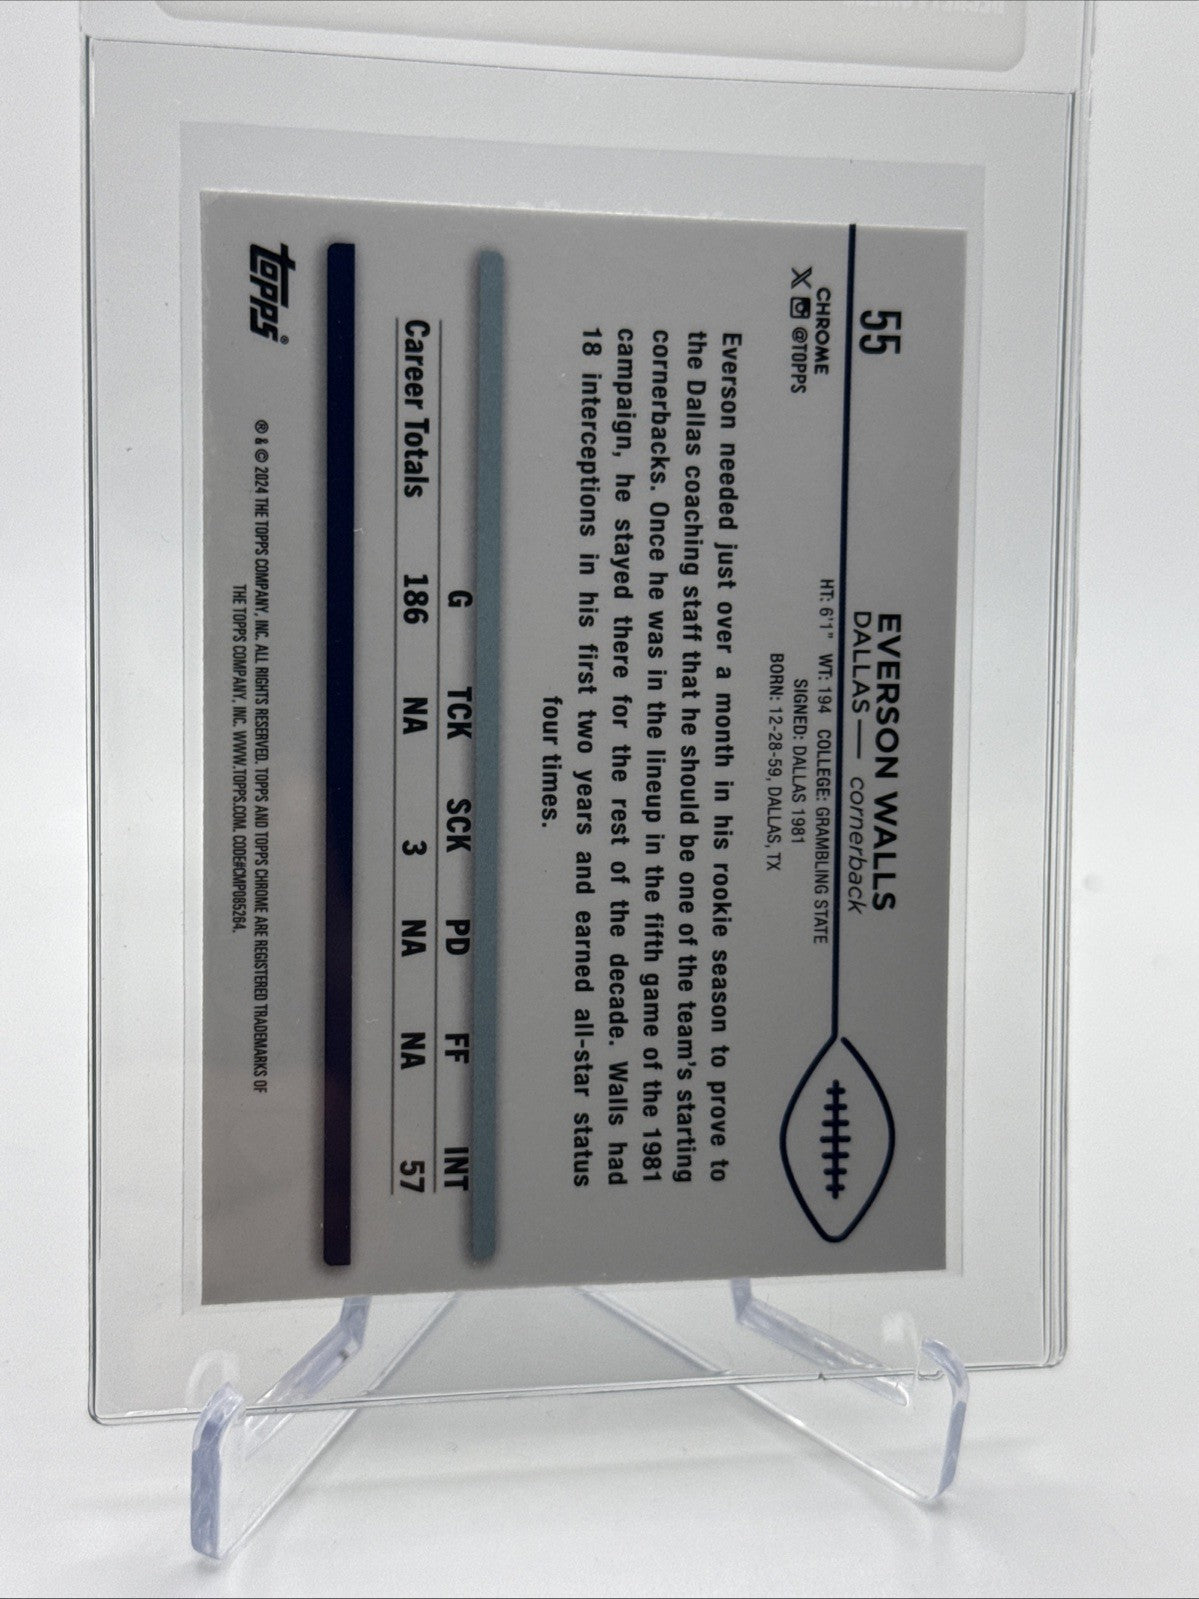 55
EVERSON WALLS
DALLAS— cornerback
CHROME
X @TOPPS
HT: 6'1" WT: 194 COLLEGE: GRAMBLING STATE
SIGNED: DALLAS 1981
BORN: 12-28-59, DALLAS, TX
Everson needed just over a month in his rookie season to prove to
the Dallas coaching staff that he should be one of the team's starting
cornerbacks. Once he was in the lineup in the fifth game of the 1981
campaign, he stayed there for the rest of the decade. Walls had
18 interceptions in his first two years and earned all-star status
four times.
G TCK SCK PD FF INT
Career Totals 186 NA 3 NA NA 57
topps®
® & © 2024 THE TOPPS COMPANY, INC. ALL RIGHTS RESERVED. TOPPS AND TOPPS CHROME ARE REGISTERED TRADEMARKS OF
THE TOPPS COMPANY, INC. WWW.TOPPS.COM. CODE#CMP085264.